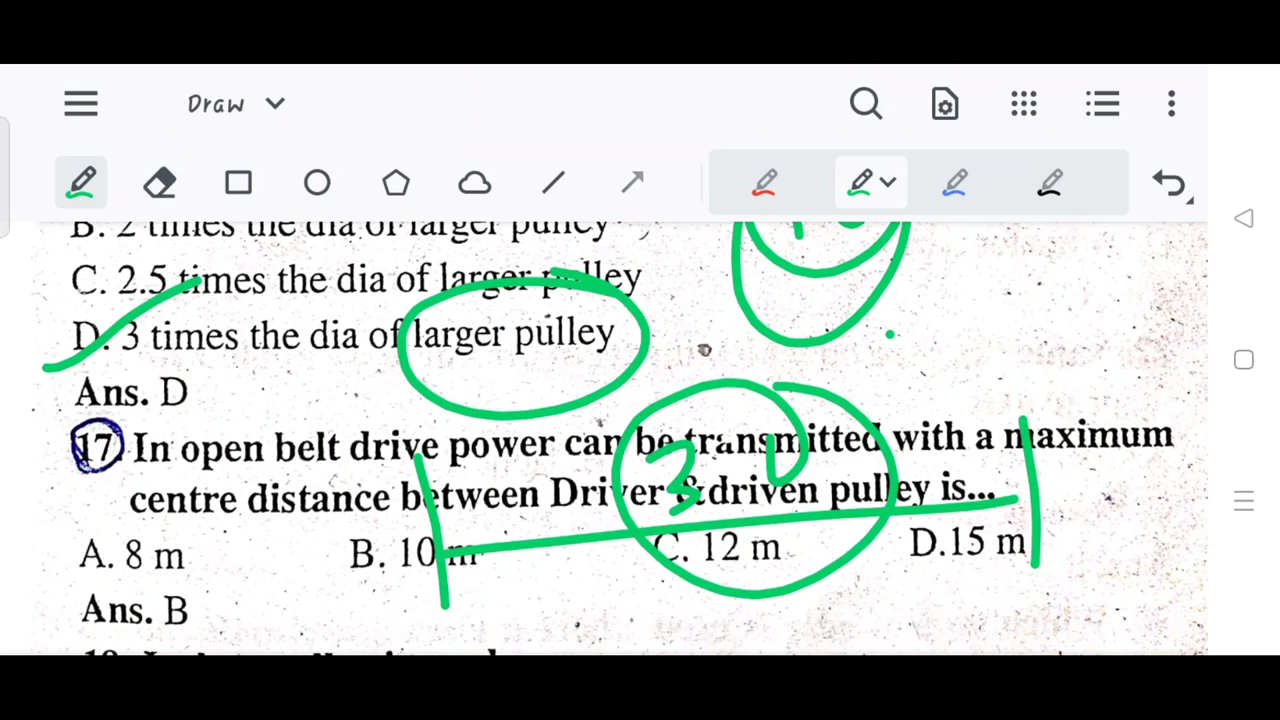 Draw
B. 2 times the dia of larger pulley
C. 2.5 times the dia of larger pulley
D. 3 times the dia of larger pulley
Ans. D
17 In open belt drive power can be transmitted with a maximum
centre distance between Driver & driven pulley is...
3
A. 8 m B. 10 m C. 12 m D.15 m
Ans. B